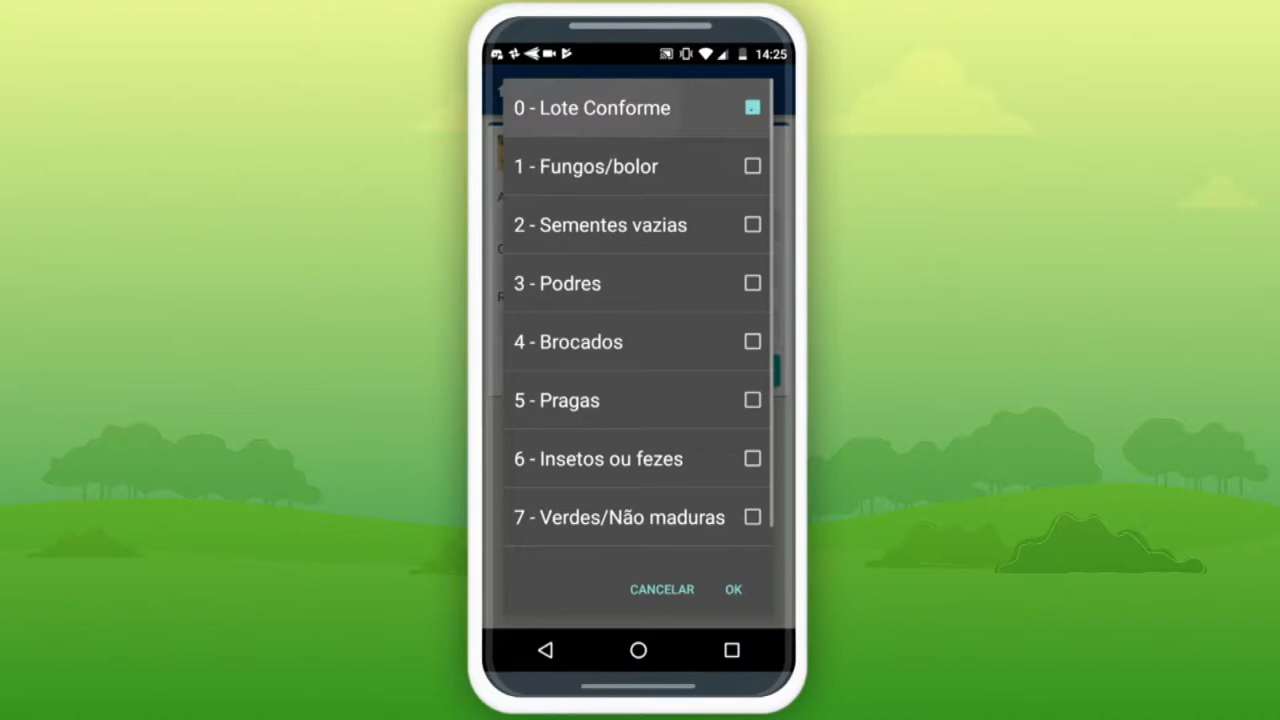 14:25
0 - Lote Conforme
1 - Fungos/bolor
2 - Sementes vazias
3 - Podres
4 - Brocados
5 - Pragas
6 - Insetos ou fezes
7 - Verdes/Não maduras
CANCELAR OK